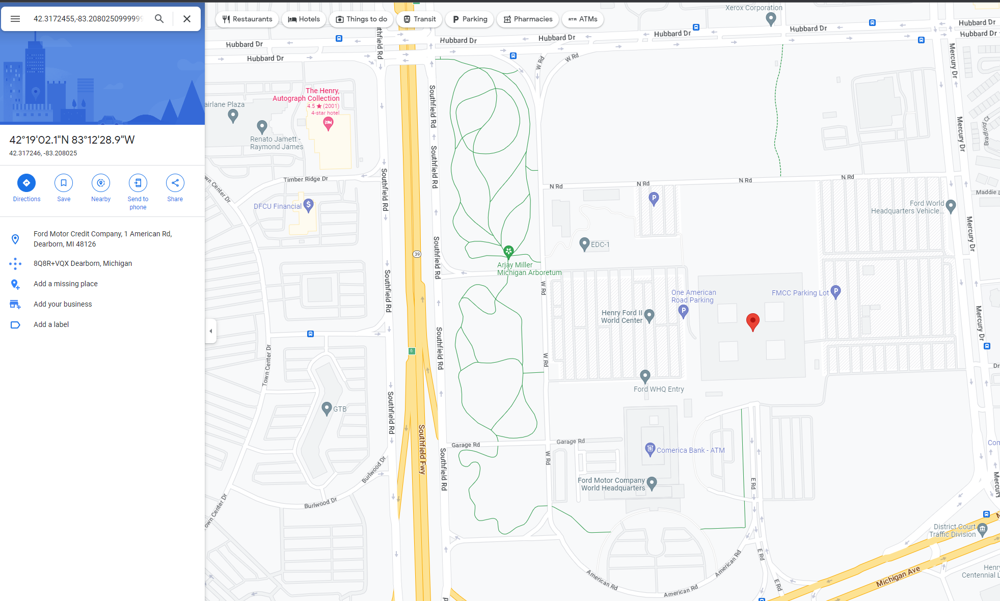 42.3172455,-83.208025099999
Restaurants
Hotels
Things to do
Transit
Parking
Pharmacies
ATMs
42°19'02.1"N 83°12'28.9"W
42.317246, -83.208025
Directions
Save
Nearby
Send to
phone
Share
Ford Motor Credit Company, 1 American Rd,
Dearborn, MI 48126
8Q8R+VQX Dearborn, Michigan
Add a missing place
Add your business
Add a label
Xerox Corporation
Hubbard Dr
Hubbard Dr
Hubbard Dr
Hubbard Dr
Hubbard Dr
Hubbard Dr
Hubbard Dr
Hubbard Dr
thfield Rd
W Rd
W Rd
Mercury Dr
The Henry,
Autograph Collection
4.5 ★ (2001)
4-star hotel
airlane Plaza
Renato Jamett -
Raymond James
Southfield Rd
Southfield Rd
Mercury Dr
Bradford Ct
Timber Ridge Dr
Southfield Rd
own Center Dr
N Rd
N Rd
N Rd
N Rd
P
Maddie L
DFCU Financial
Ford World
Headquarters Vehicle...
Mercury Dr
EDC-1
39
Southfield Rd
Arjay Miller
Michigan Arboretum
Southfield Rd
W Rd
One American
Road Parking
P
FMCC Parking Lot
P
Henry Ford II
World Center
Mercury Dr
6
Southfield Rd
W Rd
Town Center Dr
Dr
Ford WHQ Entry
GTB
Southfield Rd
Southfield Fwy
Garage Rd
Garage Rd
Comerica Bank - ATM
Com
Southfield Rd
W Rd
Burlwood Dr
Ford Motor Company
World Headquarters
E Rd
Mercury
Burlwood Dr
own Center Dr
District Court
Traffic Division
E Rd
American Rd
American Rd
American Rd
E Rd
Michigan Ave
Henry
Centennial L